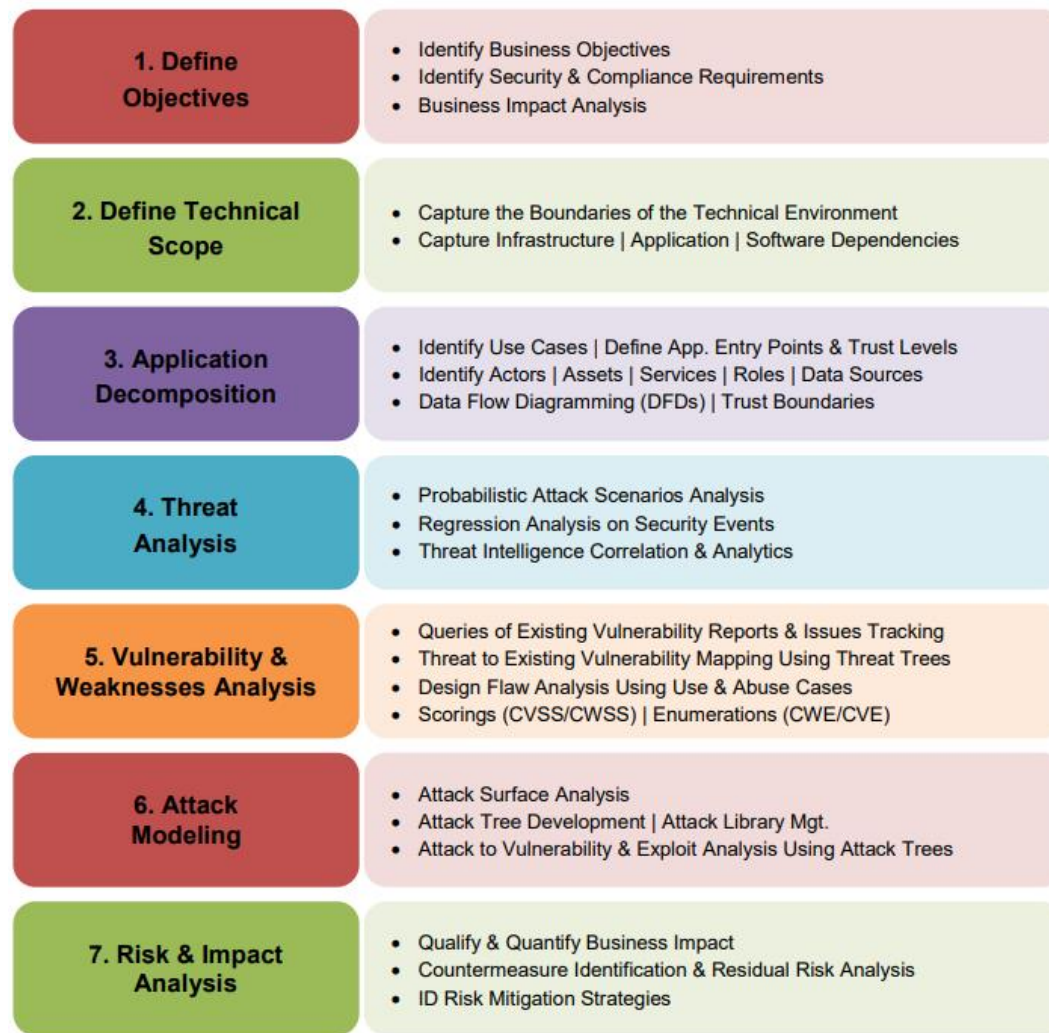 1. Define
Objectives
• Identify Business Objectives
• Identify Security & Compliance Requirements
• Business Impact Analysis
2. Define Technical
Scope
• Capture the Boundaries of the Technical Environment
• Capture Infrastructure | Application | Software Dependencies
3. Application
Decomposition
• Identify Use Cases | Define App. Entry Points & Trust Levels
• Identify Actors | Assets | Services | Roles | Data Sources
• Data Flow Diagramming (DFDs) | Trust Boundaries
4. Threat
Analysis
• Probabilistic Attack Scenarios Analysis
• Regression Analysis on Security Events
• Threat Intelligence Correlation & Analytics
5. Vulnerability &
Weaknesses Analysis
• Queries of Existing Vulnerability Reports & Issues Tracking
• Threat to Existing Vulnerability Mapping Using Threat Trees
• Design Flaw Analysis Using Use & Abuse Cases
• Scorings (CVSS/CWSS) | Enumerations (CWE/CVE)
6. Attack
Modeling
• Attack Surface Analysis
• Attack Tree Development | Attack Library Mgt.
• Attack to Vulnerability & Exploit Analysis Using Attack Trees
7. Risk & Impact
Analysis
• Qualify & Quantify Business Impact
• Countermeasure Identification & Residual Risk Analysis
• ID Risk Mitigation Strategies